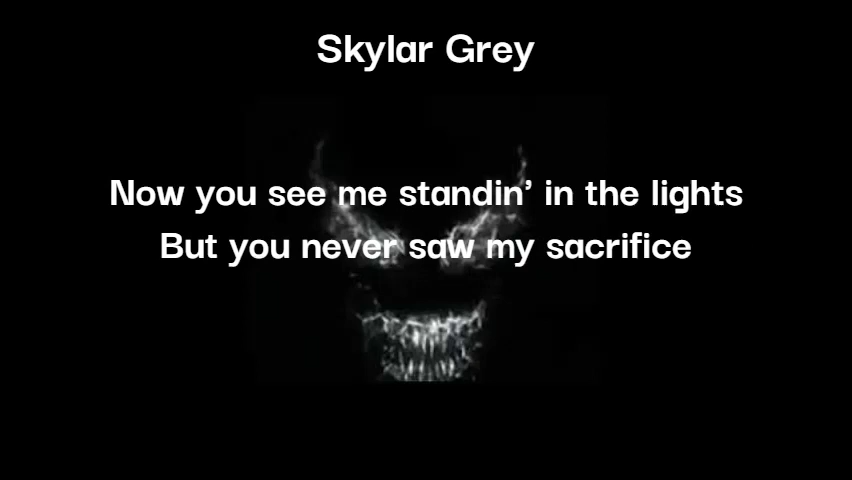 Skylar Grey
Now you see me standin' in the lights
But you never saw my sacrifice